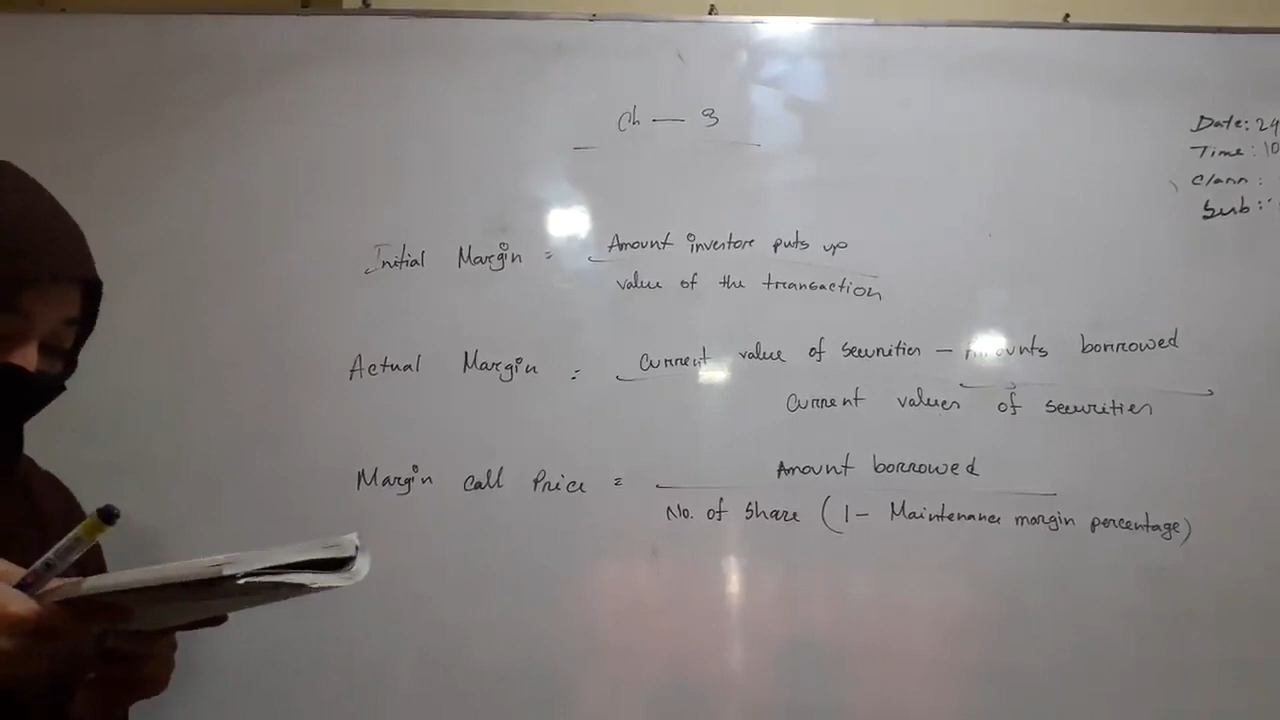 Ch — 3
Date: 24
Time: 10
Class:
Sub:
Initial Margin = Amount investore puts up
value of the transaction
Actual Margin = Current value of securities — Amounts borrowed
Current values of securities
Margin call Price = Amount borrowed
No. of Share (1 — Maintenance margin percentage)